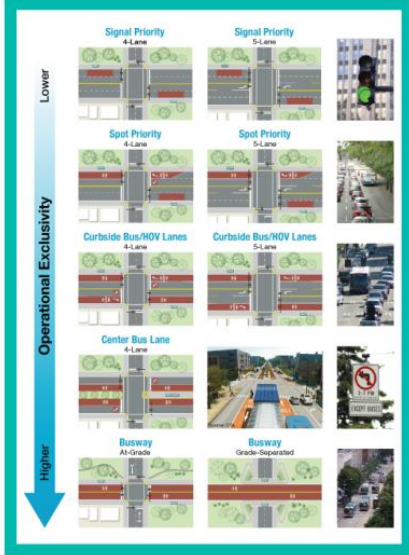 Operational Exclusivity
Lower
Higher
Signal Priority
4-Lane
Signal Priority
5-Lane
Spot Priority
4-Lane
Spot Priority
5-Lane
Curbside Bus/HOV Lanes
4-Lane
Curbside Bus/HOV Lanes
5-Lane
Center Bus Lane
4-Lane
EXCEPT BUSES
Busway
At-Grade
Busway
Grade-Separated